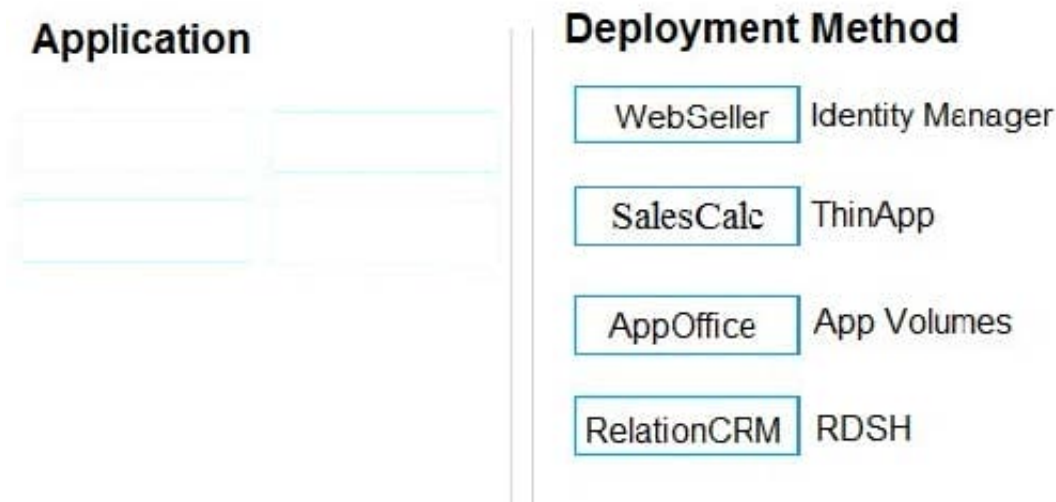 Application
Deployment Method
WebSeller Identity Manager
SalesCalc ThinApp
AppOffice App Volumes
RelationCRM RDSH